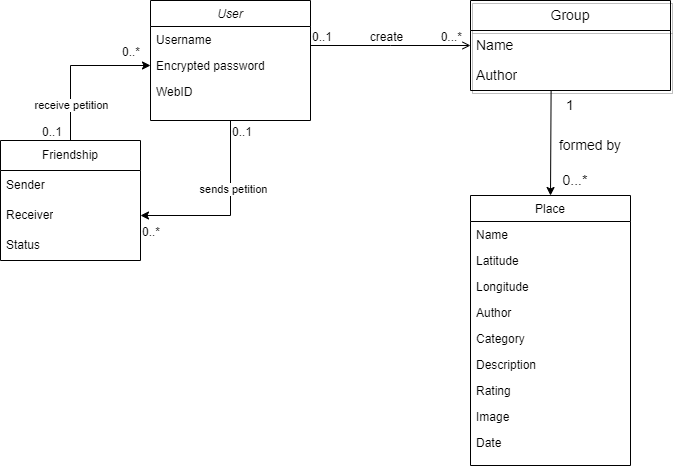 User
Username
Encrypted password
WebID
0..1
create
0...*
Group
Name
Author
0..*
receive petition
0..1
0..1
sends petition
0..*
Friendship
Sender
Receiver
Status
1
formed by
0...*
Place
Name
Latitude
Longitude
Author
Category
Description
Rating
Image
Date